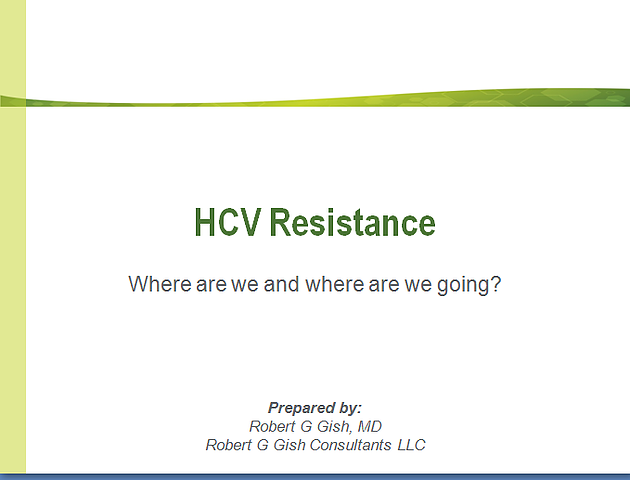 HCV Resistance
Where are we and where are we going?
Prepared by:
Robert G Gish, MD
Robert G Gish Consultants LLC